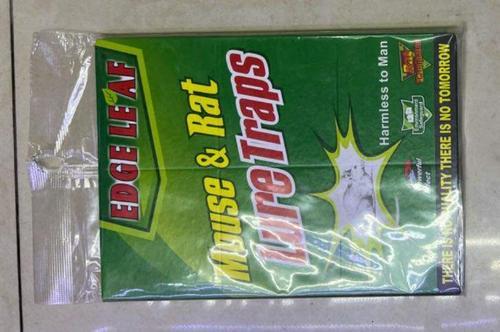 EDGE LEAF
Mouse & Rat
Lure Traps
Harmless to Man
THERE IS NO QUALITY THERE IS NO TOMORROW